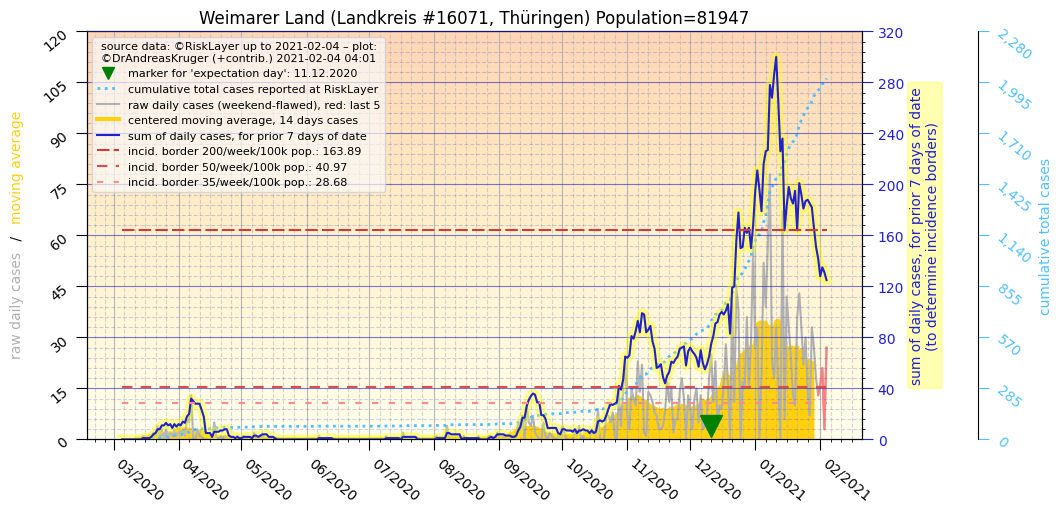 Weimarer Land (Landkreis #16071, Thüringen) Population=81947
source data: ©RiskLayer up to 2021-02-04 – plot:
©DrAndreasKruger (+contrib.) 2021-02-04 04:01
marker for 'expectation day': 11.12.2020
cumulative total cases reported at RiskLayer
raw daily cases (weekend-flawed), red: last 5
centered moving average, 14 days cases
sum of daily cases, for prior 7 days of date
incid. border 200/week/100k pop.: 163.89
incid. border 50/week/100k pop.: 40.97
incid. border 35/week/100k pop.: 28.68
raw daily cases / moving average
120
105
90
75
60
45
30
15
0
03/2020
04/2020
05/2020
06/2020
07/2020
08/2020
09/2020
10/2020
11/2020
12/2020
01/2021
02/2021
320
280
240
200
160
120
80
40
0
sum of daily cases, for prior 7 days of date
(to determine incidence borders)
2,280
1,995
1,710
1,425
1,140
855
570
285
0
cumulative total cases